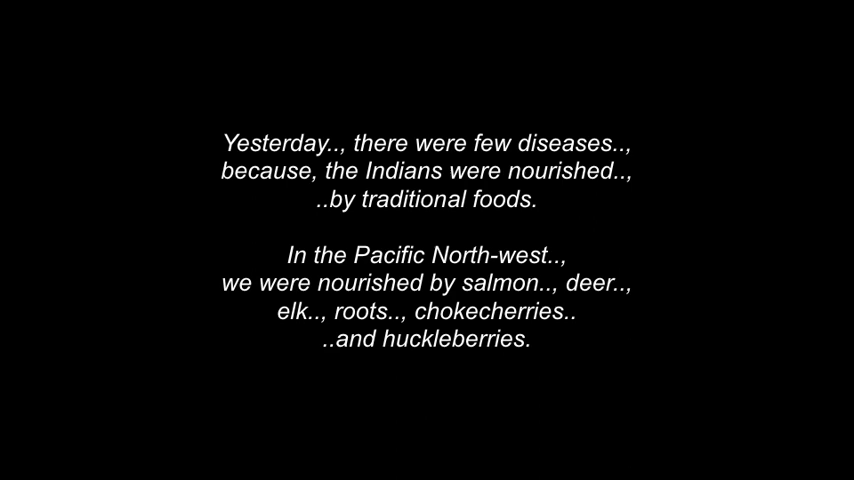 Yesterday.., there were few diseases..,
because, the Indians were nourished..,
..by traditional foods.
In the Pacific North-west..,
we were nourished by salmon.., deer..,
elk.., roots.., chokecherries..
..and huckleberries.